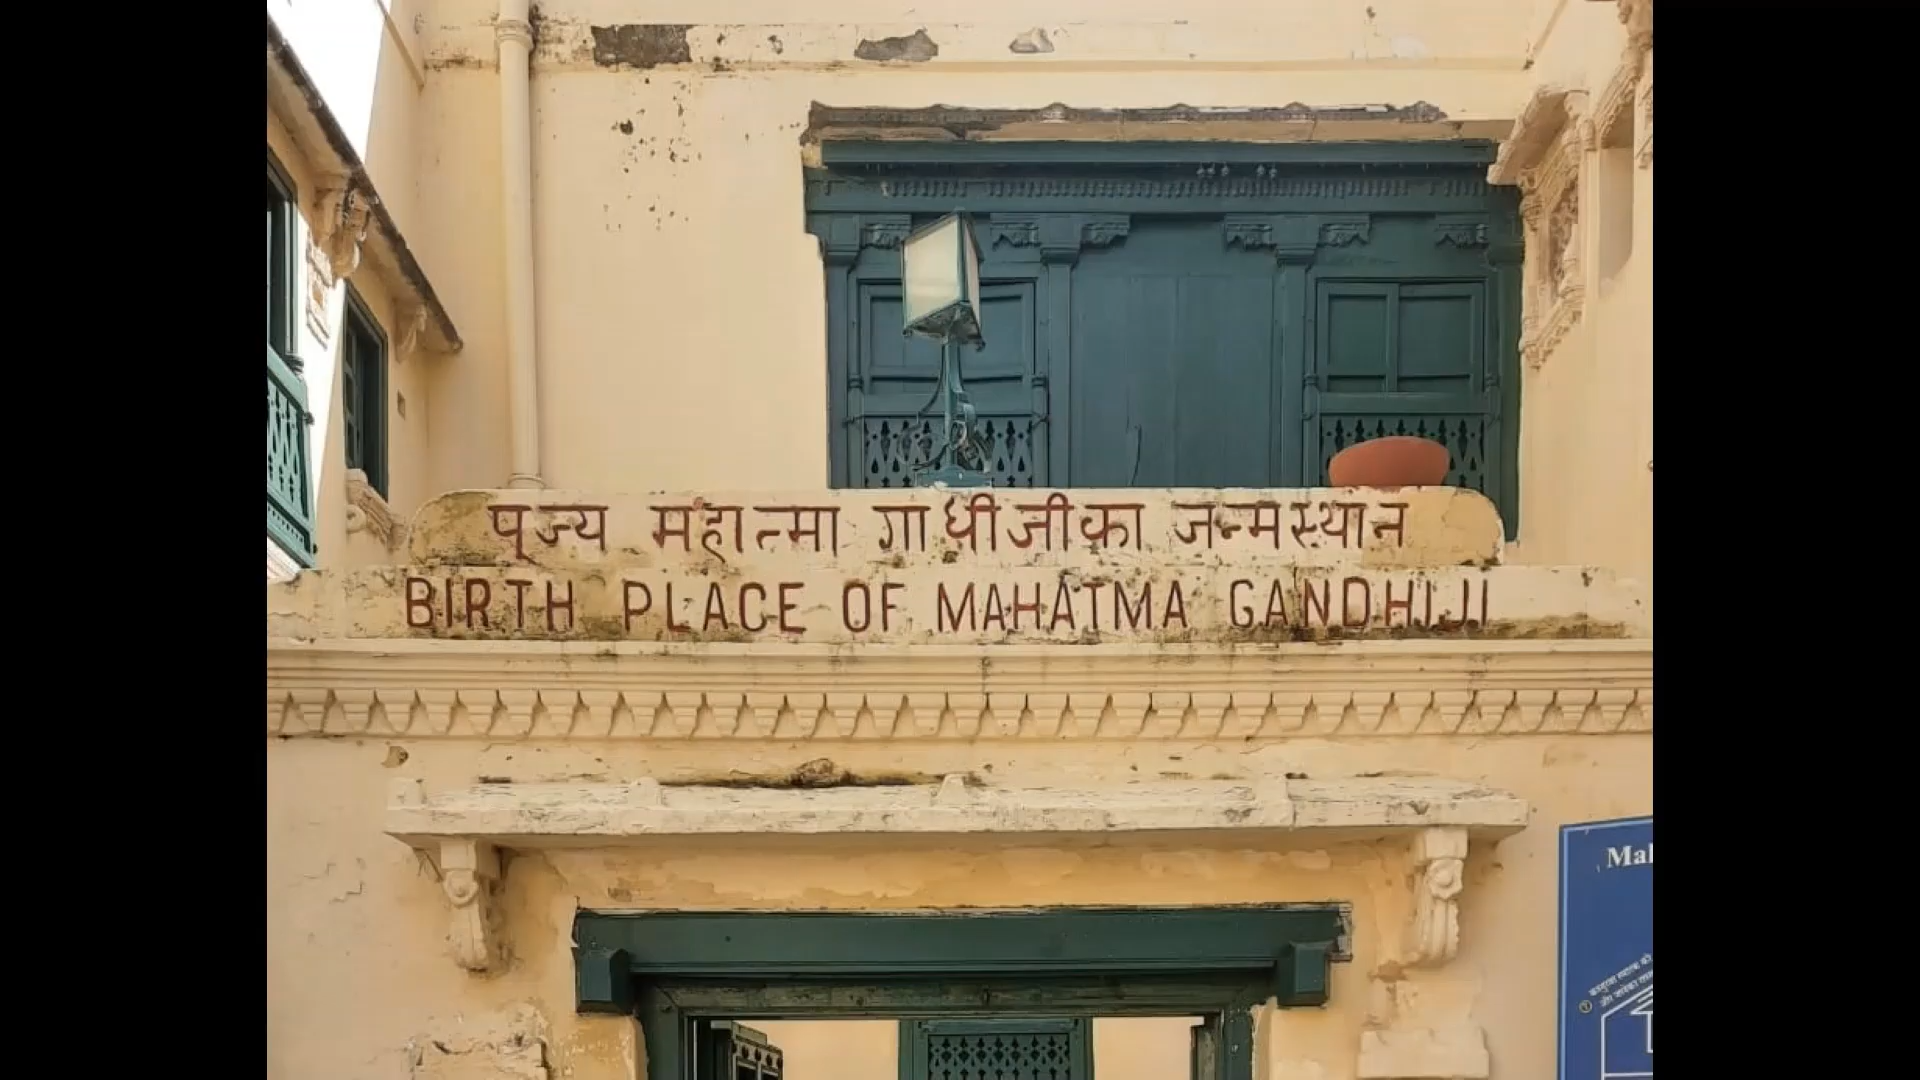 पूज्य महात्मा गांधीजीका जन्मस्थान
BIRTH PLACE OF MAHATMA GANDHIJI